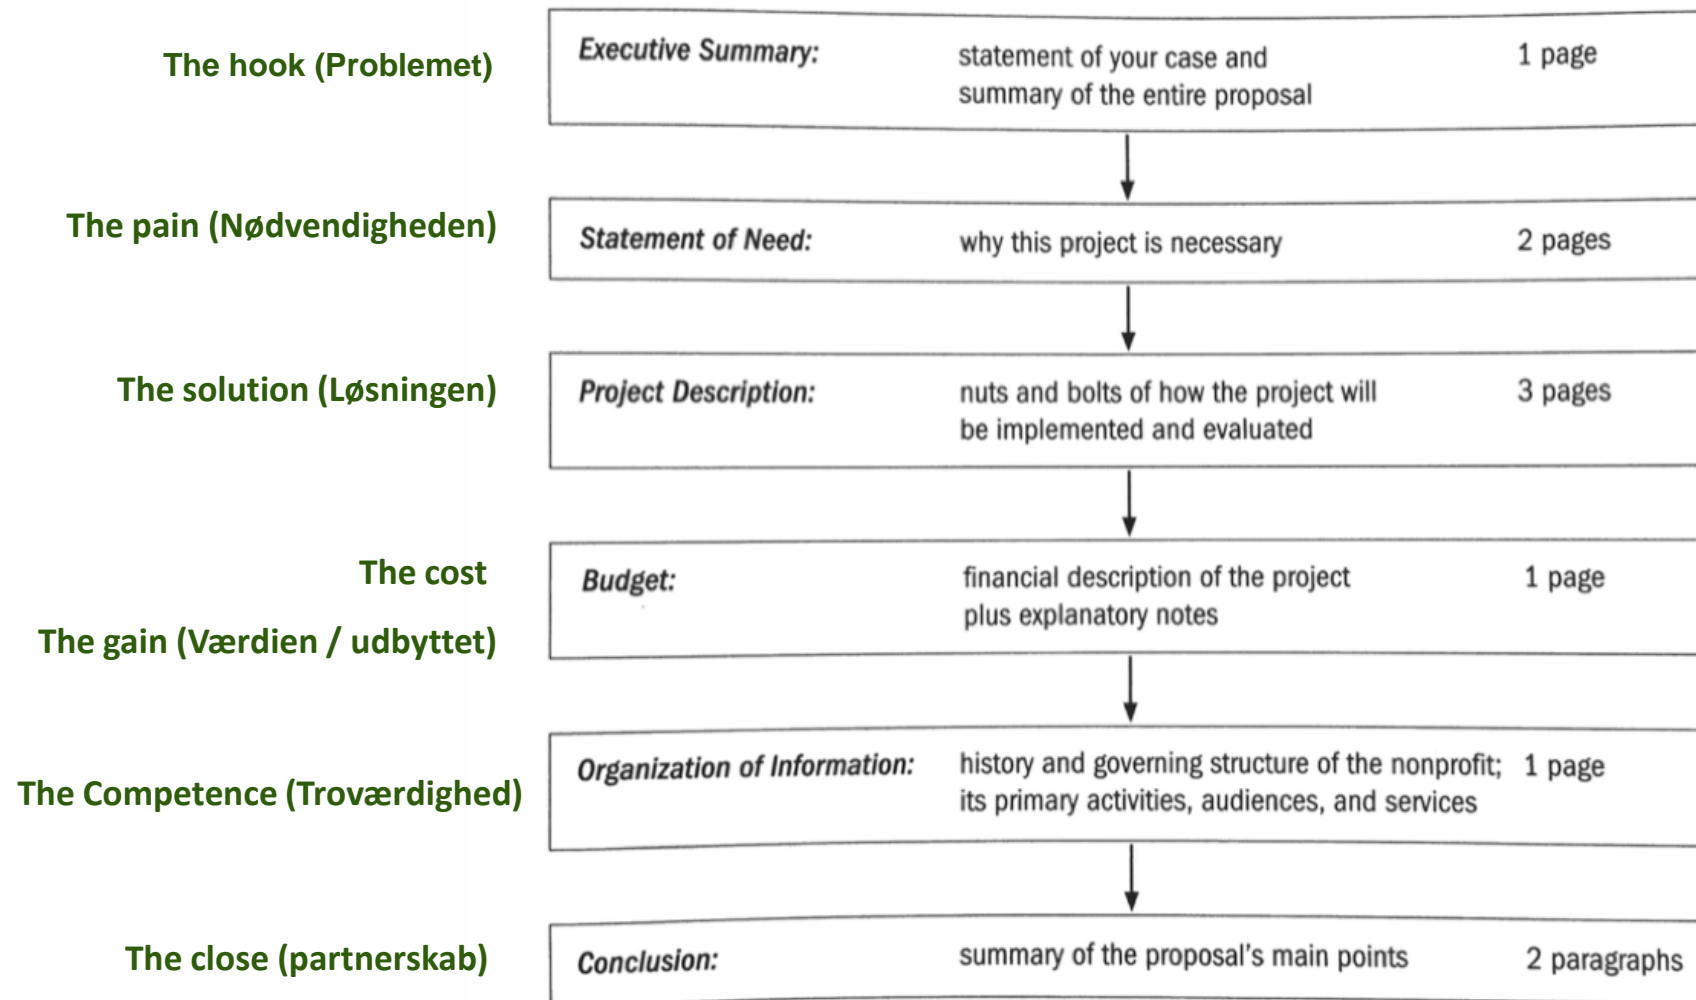 The hook (Problemet)
Executive Summary:
statement of your case and
summary of the entire proposal
1 page
The pain (Nødvendigheden)
Statement of Need:
why this project is necessary
2 pages
The solution (Løsningen)
Project Description:
nuts and bolts of how the project will
be implemented and evaluated
3 pages
The cost
The gain (Værdien / udbyttet)
Budget:
financial description of the project
plus explanatory notes
1 page
The Competence (Troværdighed)
Organization of Information:
history and governing structure of the nonprofit;
its primary activities, audiences, and services
1 page
The close (partnerskab)
Conclusion:
summary of the proposal's main points
2 paragraphs